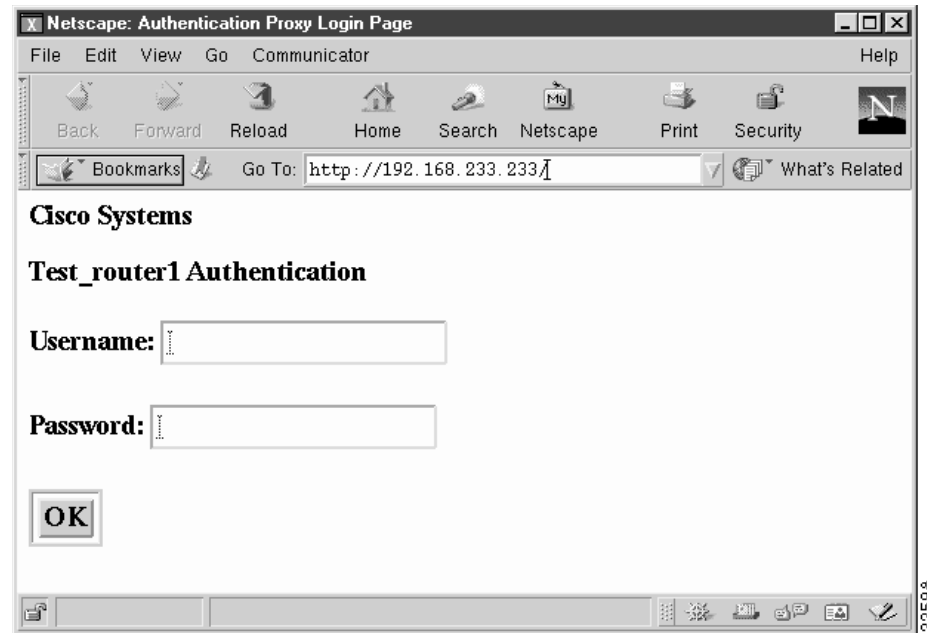 Netscape: Authentication Proxy Login Page
File Edit View Go Communicator Help
Back Forward Reload Home Search Netscape Print Security
My
N
Bookmarks Go To: http://192.168.233.233/ What's Related
Cisco Systems
Test_router1 Authentication
Username:
Password:
OK